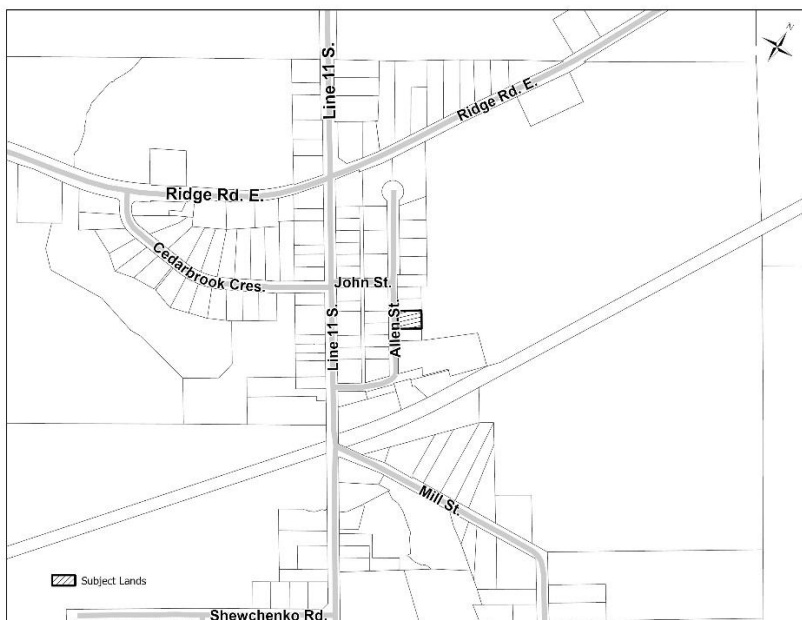 N
Line 11 S.
Ridge Rd. E.
Ridge Rd. E.
Cedarbrook Cres.
John St.
Line 11 S.
Allen St.
Mill St.
Subject Lands
Shewchenko Rd.